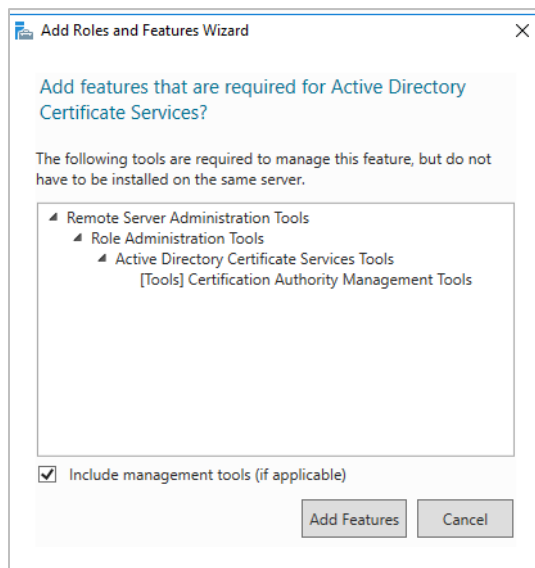 Add Roles and Features Wizard
Add features that are required for Active Directory
Certificate Services?
The following tools are required to manage this feature, but do not
have to be installed on the same server.
Remote Server Administration Tools
Role Administration Tools
Active Directory Certificate Services Tools
[Tools] Certification Authority Management Tools
Include management tools (if applicable)
Add Features
Cancel